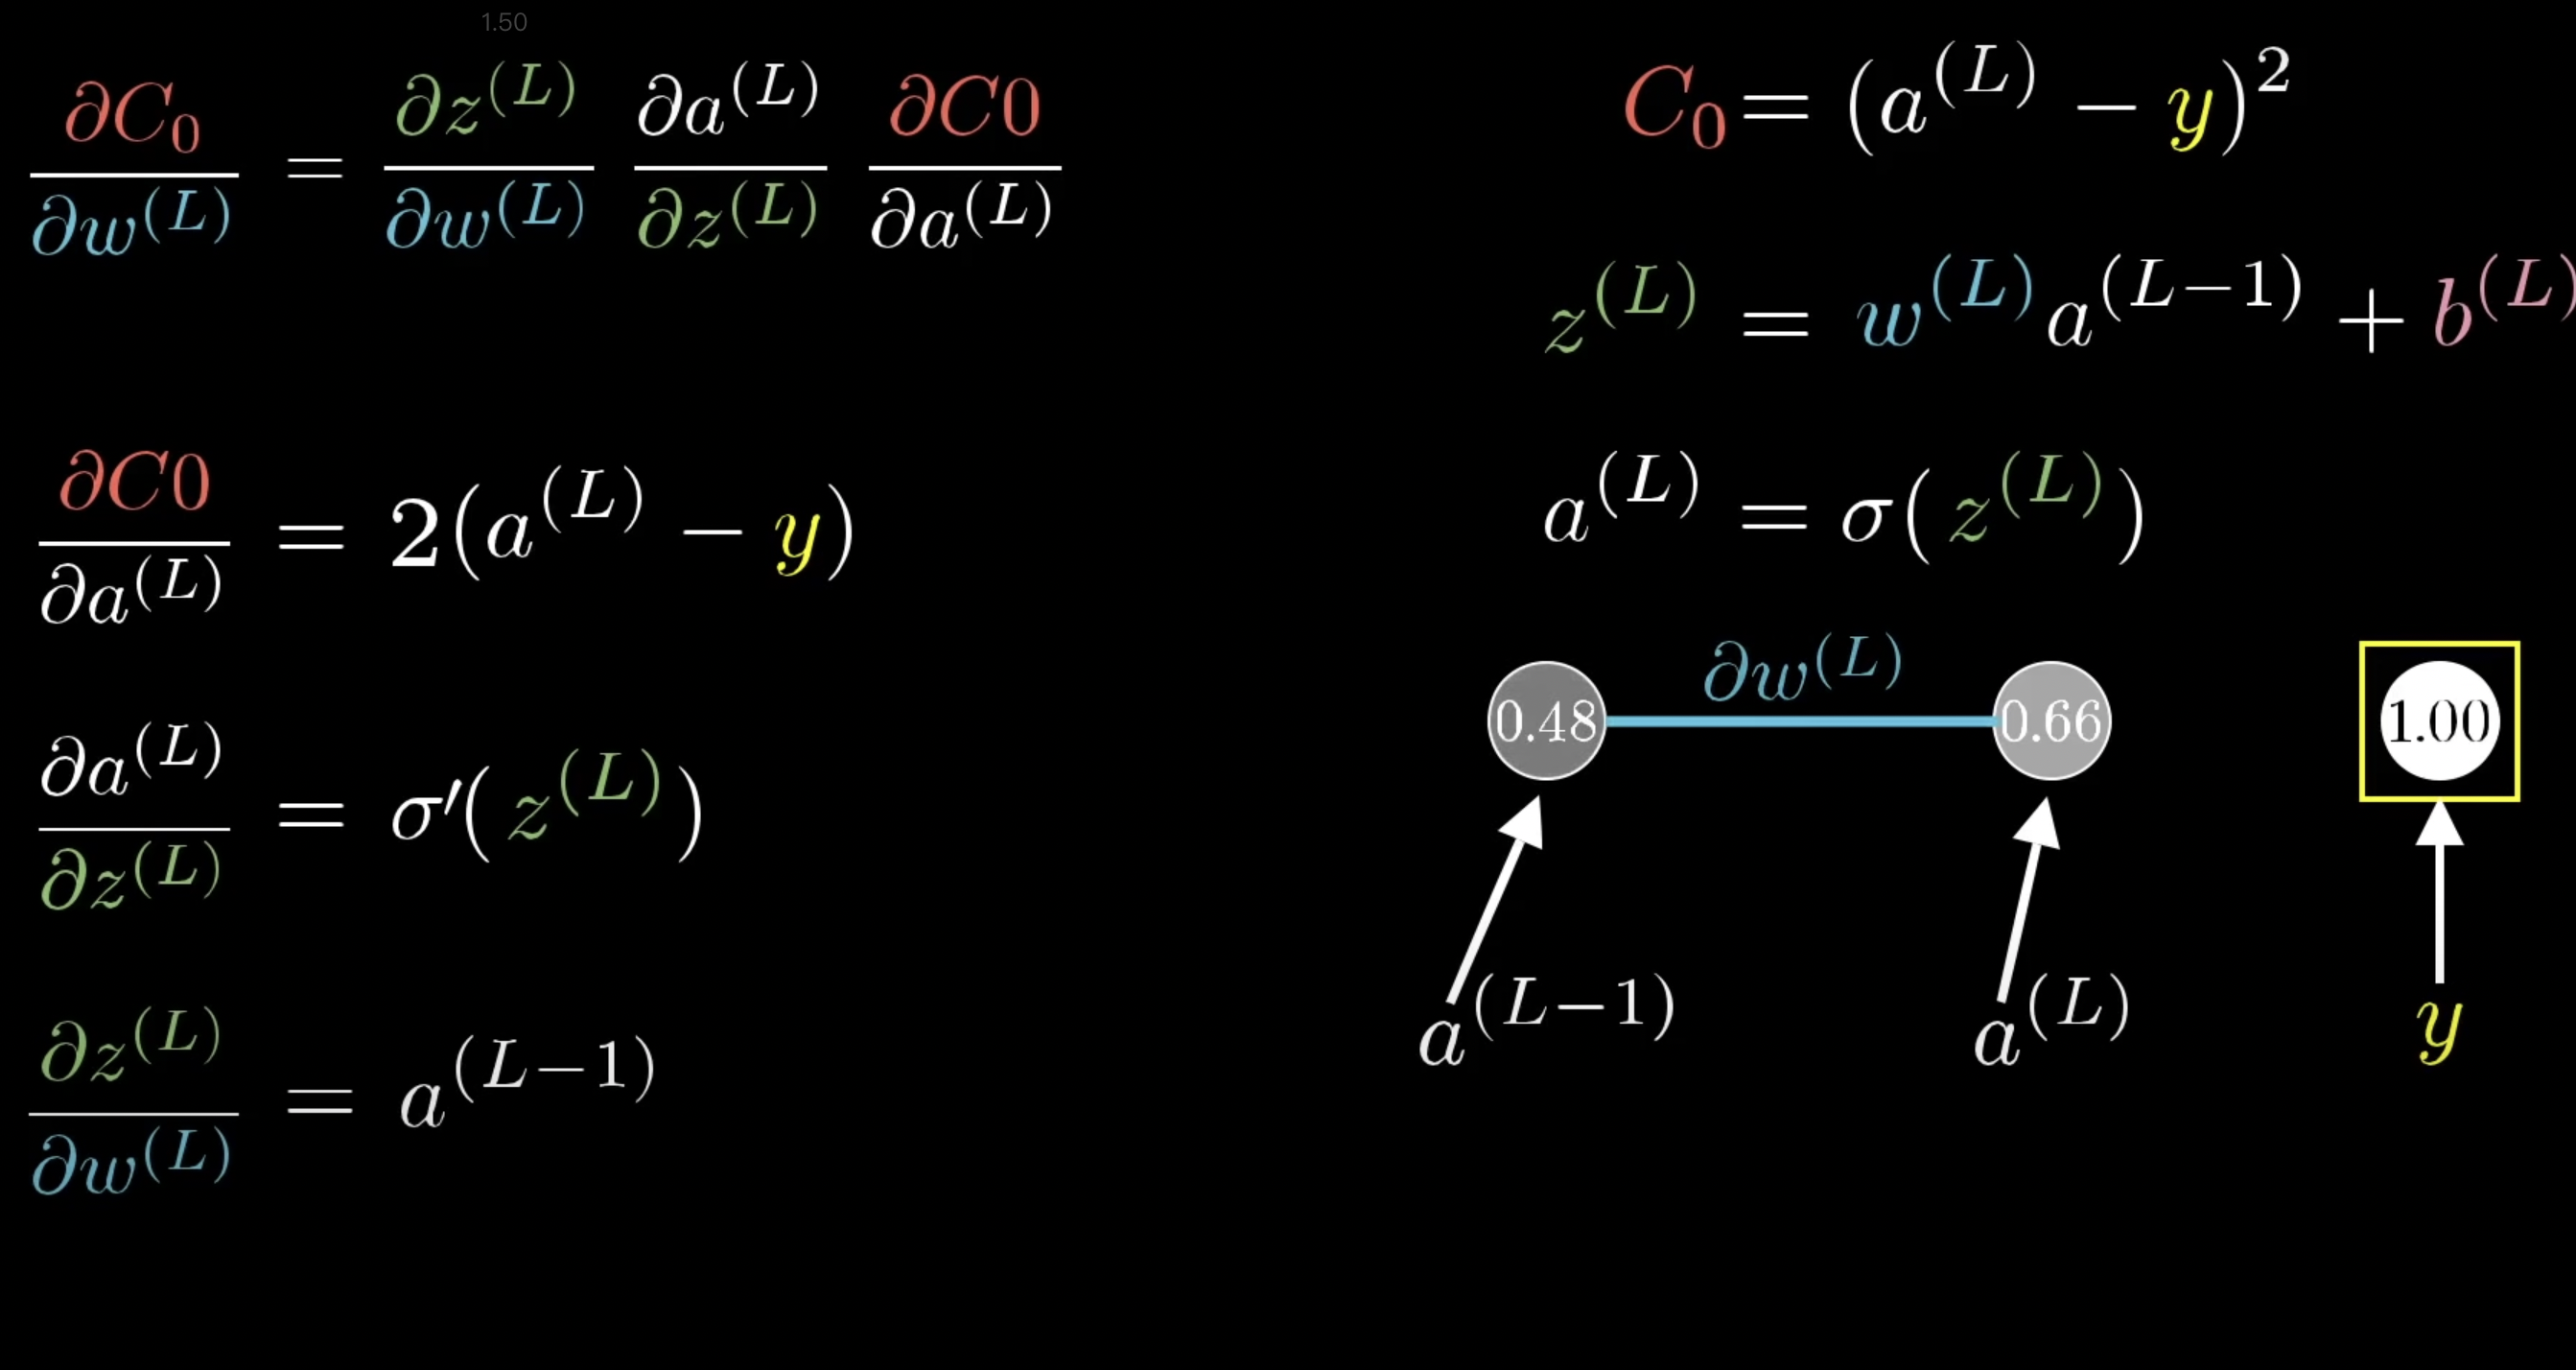 1.50
∂C₀/∂w^(L) = ∂z^(L)/∂w^(L) ∂a^(L)/∂z^(L) ∂C0/∂a^(L)
C₀ = (a^(L) − y)²
z^(L) = w^(L) a^(L−1) + b^(L)
∂C0/∂a^(L) = 2(a^(L) − y)
a^(L) = σ(z^(L))
∂a^(L)/∂z^(L) = σ′(z^(L))
∂z^(L)/∂w^(L) = a^(L−1)
∂w^(L)
0.48 0.66 1.00
a^(L−1) a^(L) y